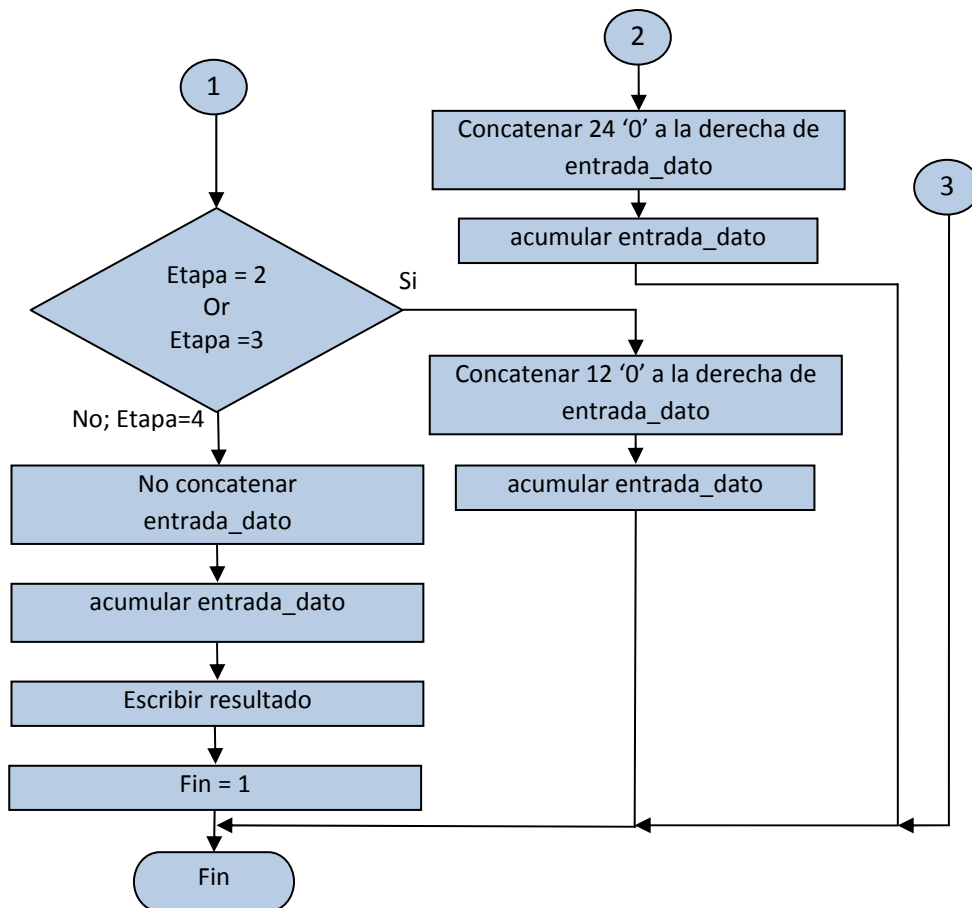 1
2
Concatenar 24 ‘0’ a la derecha de
entrada_dato
3
acumular entrada_dato
Etapa = 2
Or
Etapa =3
Si
Concatenar 12 ‘0’ a la derecha de
entrada_dato
No; Etapa=4
acumular entrada_dato
No concatenar
entrada_dato
acumular entrada_dato
Escribir resultado
Fin = 1
Fin